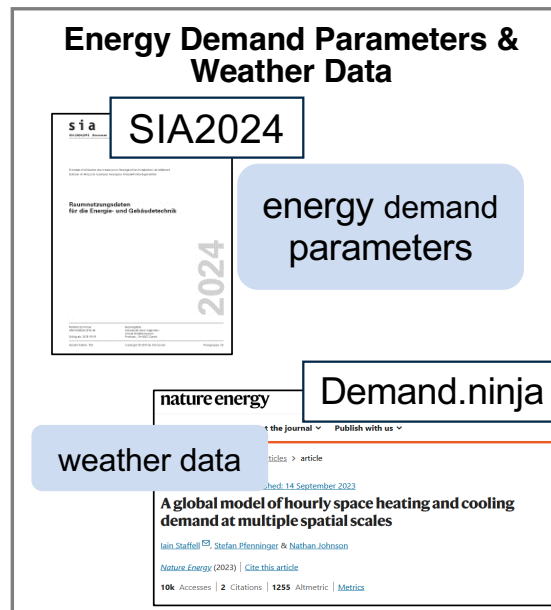 Energy Demand Parameters &
Weather Data
sia
SIA2024
Raumnutzungsdaten
für die Energie- und Gebäudetechnik
2024
energy demand
parameters
Demand.ninja
nature energy
t the journal Publish with us
weather data
ticles > article
hed: 14 September 2023
A global model of hourly space heating and cooling
demand at multiple spatial scales
Iain Staffell, Stefan Pfenninger & Nathan Johnson
Nature Energy (2023) | Cite this article
10k Accesses | 2 Citations | 1255 Altmetric | Metrics